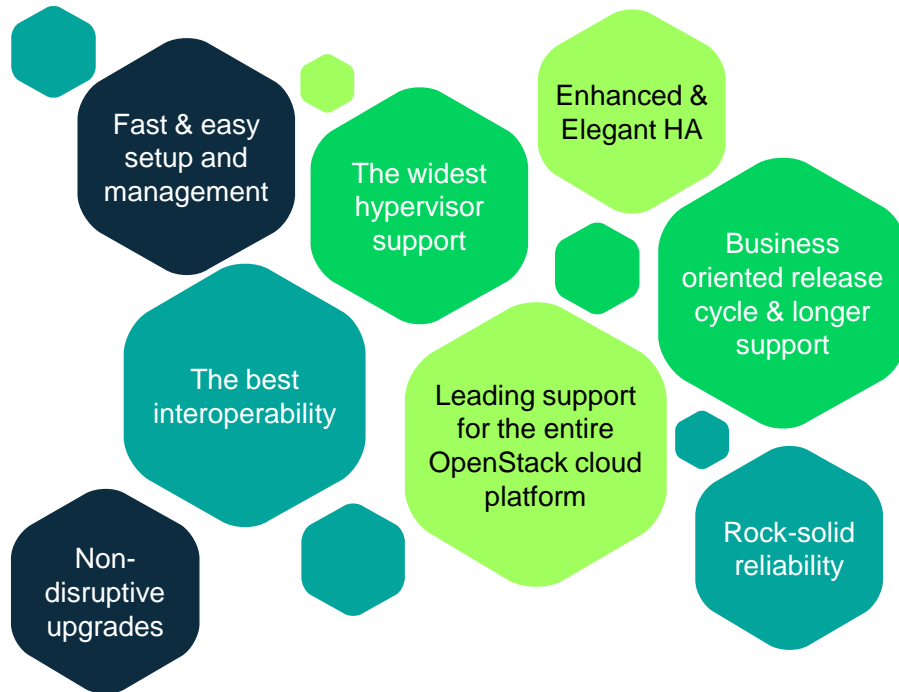 Fast & easy
setup and
management
The widest
hypervisor
support
Enhanced &
Elegant HA
Business
oriented release
cycle & longer
support
The best
interoperability
Leading support
for the entire
OpenStack cloud
platform
Non-
disruptive
upgrades
Rock-solid
reliability